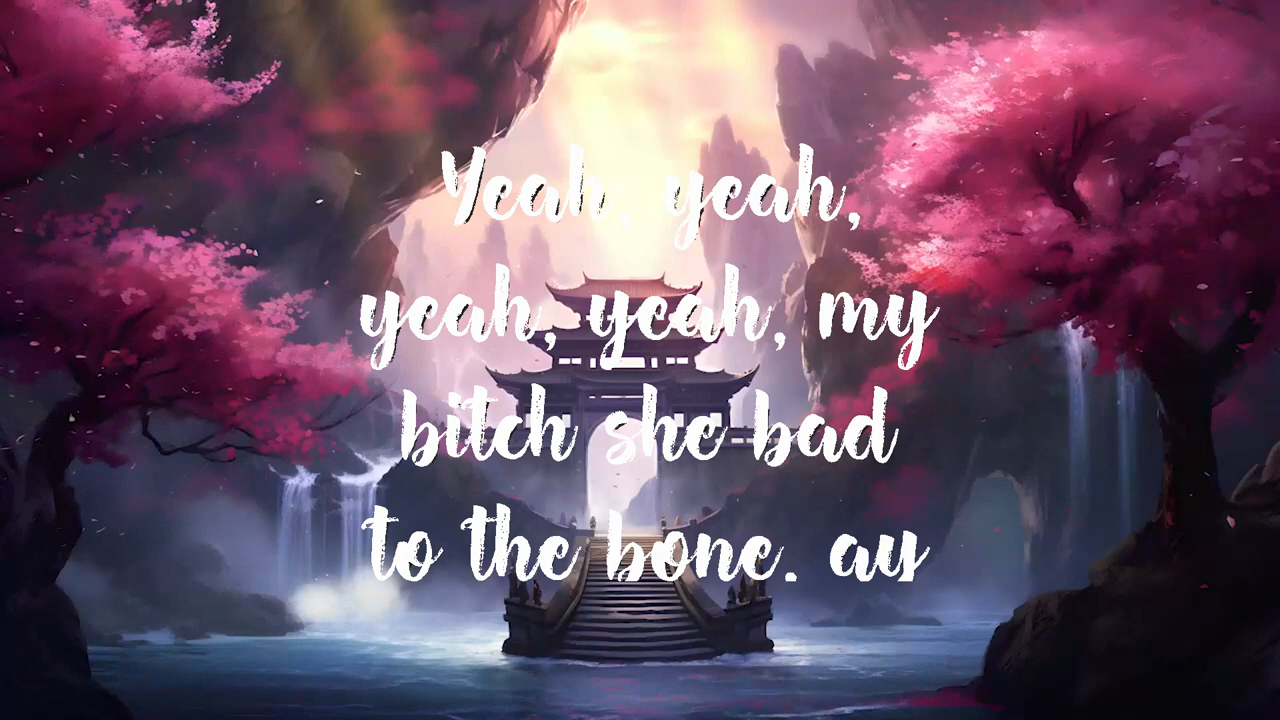 Yeah, yeah,
yeah, yeah, my
bitch she bad
to the bone. ay